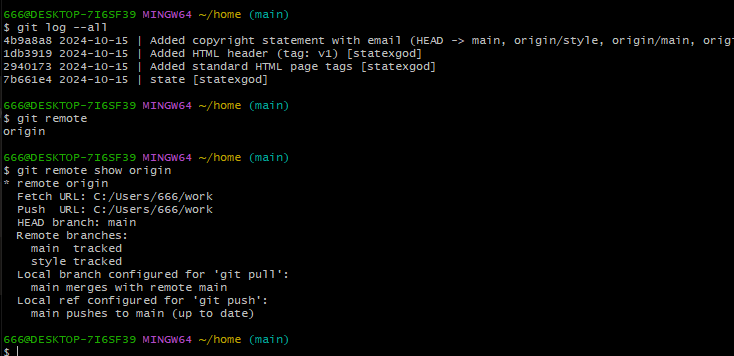 666@DESKTOP-7I6SF39 MINGW64 ~/home (main)
$ git log --all
4b9a8a8 2024-10-15 | Added copyright statement with email (HEAD -> main, origin/style, origin/main, orig
1db3919 2024-10-15 | Added HTML header (tag: v1) [statexgod]
2940173 2024-10-15 | Added standard HTML page tags [statexgod]
7b661e4 2024-10-15 | state [statexgod]
666@DESKTOP-7I6SF39 MINGW64 ~/home (main)
$ git remote
origin
666@DESKTOP-7I6SF39 MINGW64 ~/home (main)
$ git remote show origin
* remote origin
  Fetch URL: C:/Users/666/work
  Push  URL: C:/Users/666/work
  HEAD branch: main
  Remote branches:
    main  tracked
    style tracked
  Local branch configured for 'git pull':
    main merges with remote main
  Local ref configured for 'git push':
    main pushes to main (up to date)
666@DESKTOP-7I6SF39 MINGW64 ~/home (main)
$